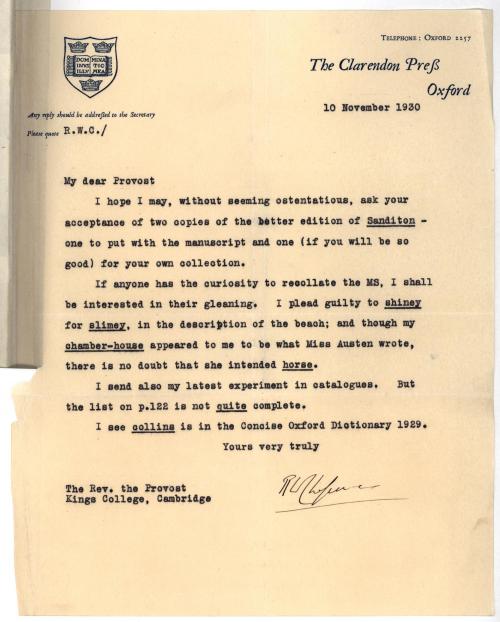 DOMI MINA
INVS TIO
ILLV MEA
TELEPHONE: OXFORD 2257
The Clarendon Preſs
Oxford
10 November 1930
Any reply should be addreſsed to the Secretary
Please quote R.W.C./
My dear Provost
I hope I may, without seeming ostentatious, ask your
acceptance of two copies of the better edition of Sanditon -
one to put with the manuscript and one (if you will be so
good) for your own collection.
If anyone has the curiosity to recollate the MS, I shall
be interested in their gleaning. I plead guilty to shiney
for slimey, in the description of the beach; and though my
chamber-house appeared to me to be what Miss Austen wrote,
there is no doubt that she intended horse.
I send also my latest experiment in catalogues. But
the list on p.122 is not quite complete.
I see collins is in the Concise Oxford Dictionary 1929.
Yours very truly
The Rev. the Provost
Kings College, Cambridge